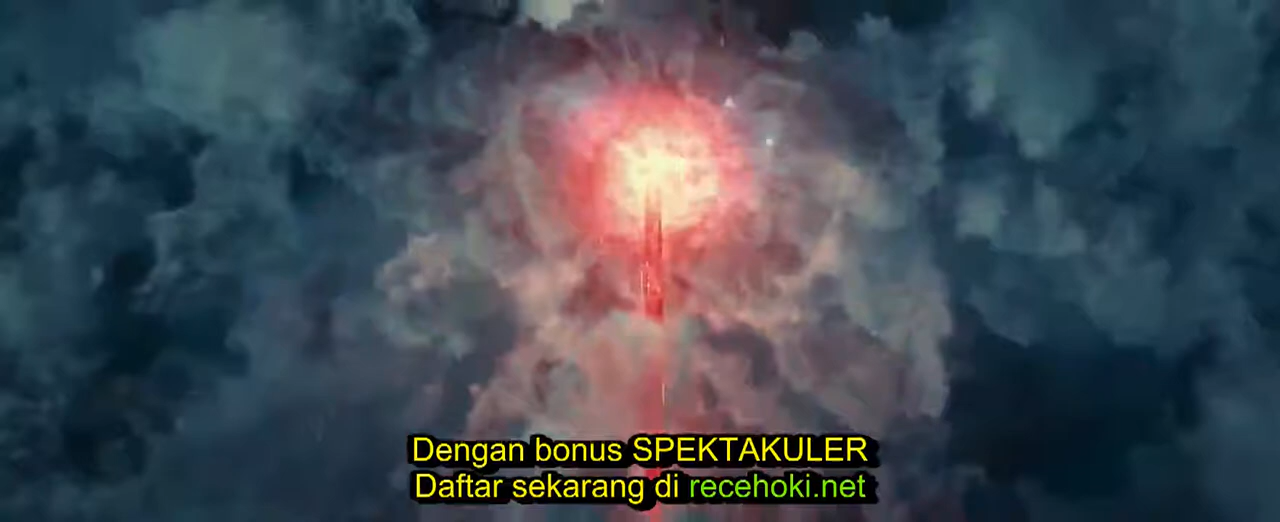 Dengan bonus SPEKTAKULER
Daftar sekarang di recehoki.net